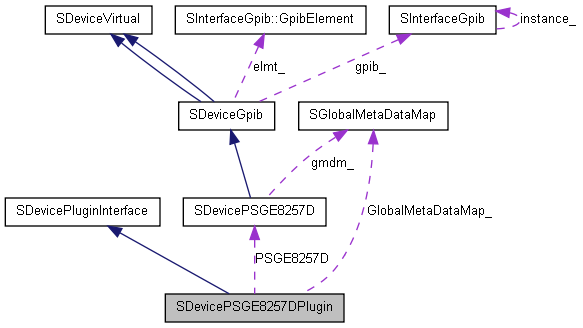 SDeviceVirtual
SInterfaceGpib::GpibElement
SInterfaceGpib
instance_
elmt_
gpib_
SDeviceGpib
SGlobalMetaDataMap
gmdm_
SDevicePluginInterface
SDevicePSGE8257D
GlobalMetaDataMap_
PSGE8257D
SDevicePSGE8257DPlugin